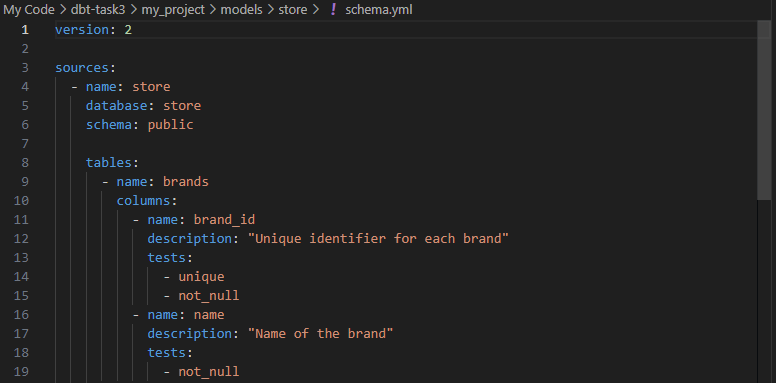 My Code > dbt-task3 > my_project > models > store > ! schema.yml
1 version: 2
2
3 sources:
4   - name: store
5     database: store
6     schema: public
7
8     tables:
9       - name: brands
10         columns:
11           - name: brand_id
12             description: "Unique identifier for each brand"
13             tests:
14               - unique
15               - not_null
16           - name: name
17             description: "Name of the brand"
18             tests:
19               - not_null